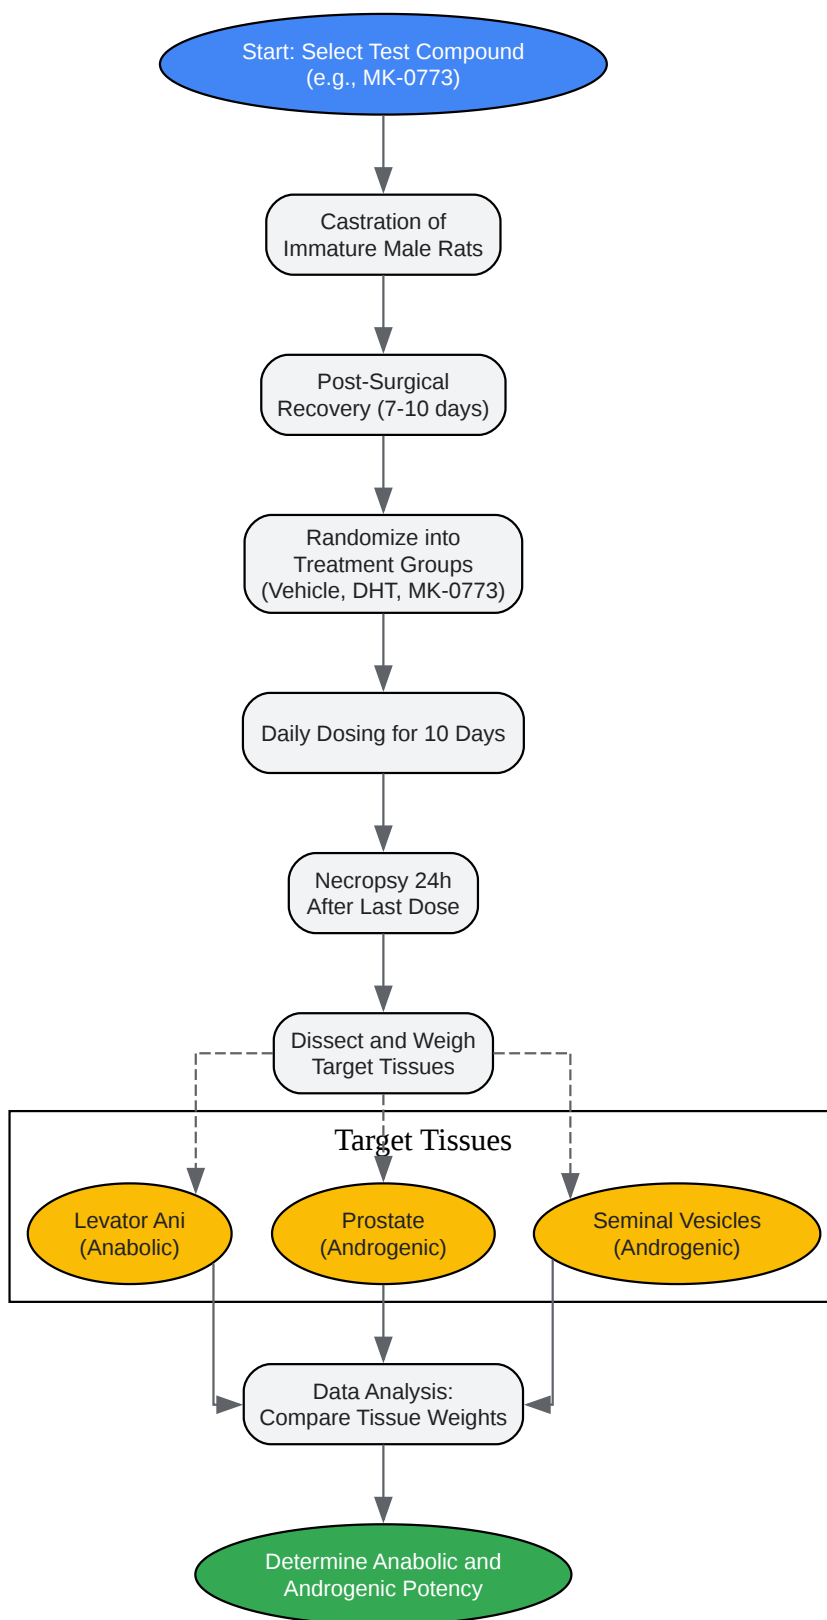 Start: Select Test Compound
(e.g., MK-0773)
Castration of
Immature Male Rats
Post-Surgical
Recovery (7-10 days)
Randomize into
Treatment Groups
(Vehicle, DHT, MK-0773)
Daily Dosing for 10 Days
Necropsy 24h
After Last Dose
Dissect and Weigh
Target Tissues
Target Tissues
Levator Ani
(Anabolic)
Prostate
(Androgenic)
Seminal Vesicles
(Androgenic)
Data Analysis:
Compare Tissue Weights
Determine Anabolic and
Androgenic Potency